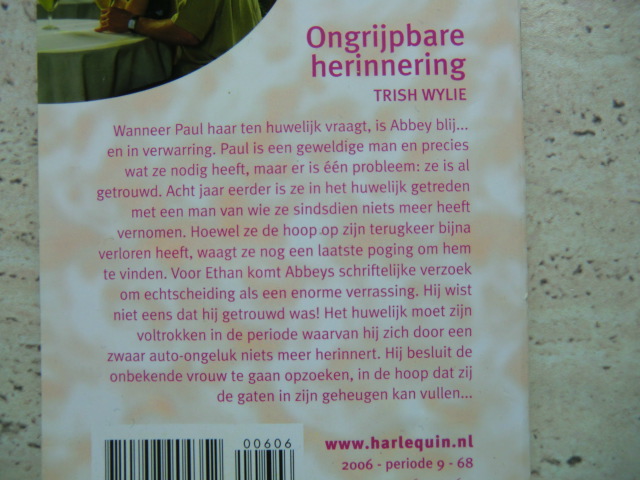 Ongrijpbare
herinnering
TRISH WYLIE
Wanneer Paul haar ten huwelijk vraagt, is Abbey blij...
en in verwarring. Paul is een geweldige man en precies
wat ze nodig heeft, maar er is één probleem: ze is al
getrouwd. Acht jaar eerder is ze in het huwelijk getreden
met een man van wie ze sindsdien niets meer heeft
vernomen. Hoewel ze de hoop op zijn terugkeer bijna
verloren heeft, waagt ze nog een laatste poging om hem
te vinden. Voor Ethan komt Abbeys schriftelijke verzoek
om echtscheiding als een enorme verrassing. Hij wist
niet eens dat hij getrouwd was! Het huwelijk moet zijn
voltrokken in de periode waarvan hij zich door een
zwaar auto-ongeluk niets meer herinnert. Hij besluit de
onbekende vrouw te gaan opzoeken, in de hoop dat zij
de gaten in zijn geheugen kan vullen...
00606
www.harlequin.nl
2006 - periode 9 - 68